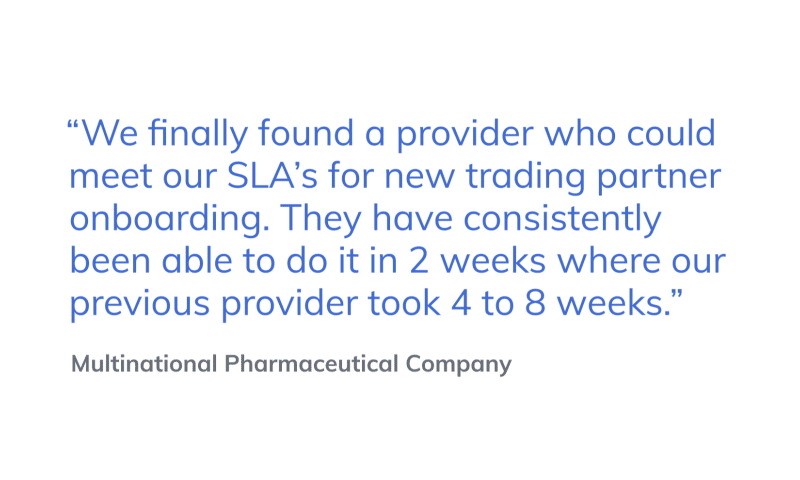 “We finally found a provider who could
meet our SLA’s for new trading partner
onboarding. They have consistently
been able to do it in 2 weeks where our
previous provider took 4 to 8 weeks.”
Multinational Pharmaceutical Company